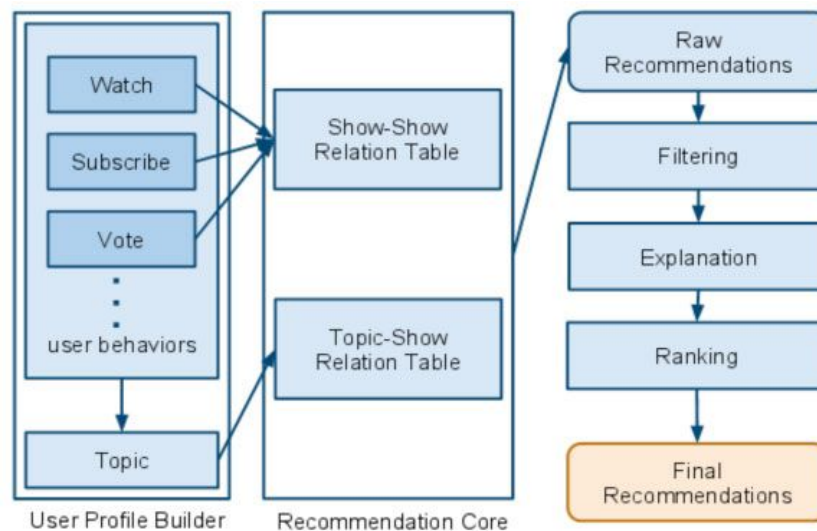 Watch
Subscribe
Vote
user behaviors
Topic
User Profile Builder
Show-Show
Relation Table
Topic-Show
Relation Table
Recommendation Core
Raw
Recommendations
Filtering
Explanation
Ranking
Final
Recommendations